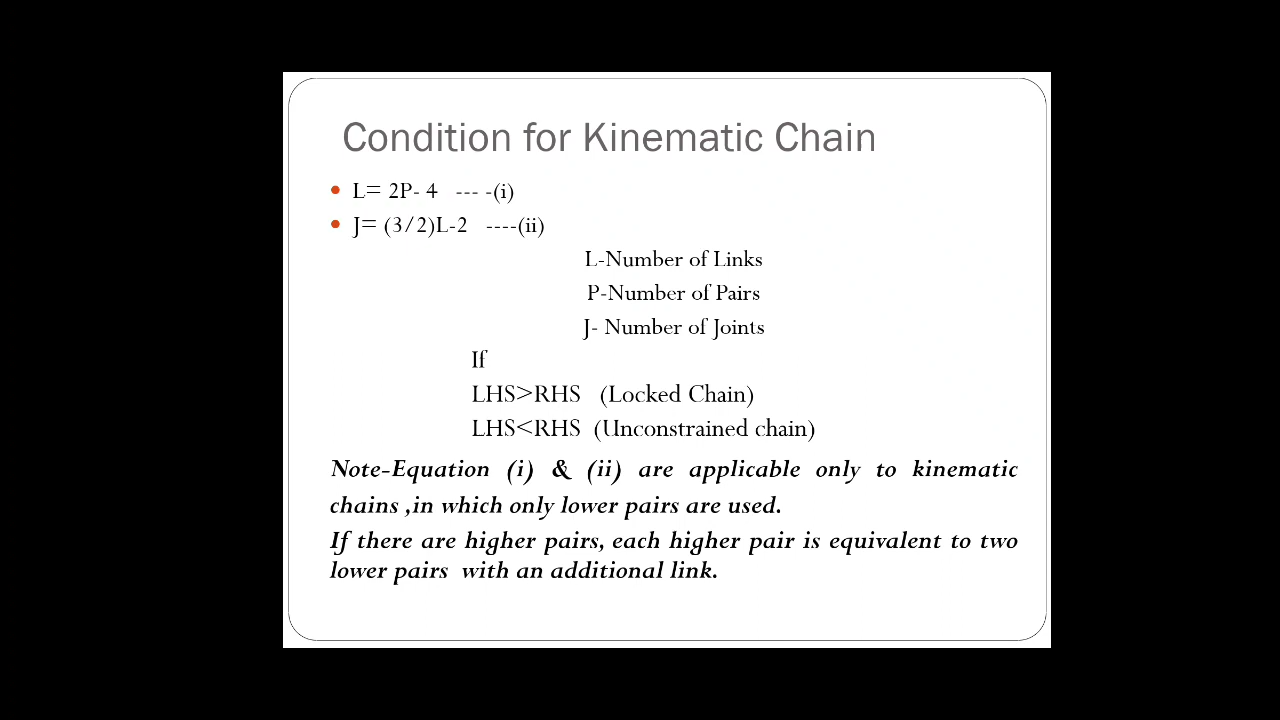 Condition for Kinematic Chain
• L= 2P- 4 --- -(i)
• J= (3/2)L-2 ----(ii)
L-Number of Links
P-Number of Pairs
J- Number of Joints
If
LHS>RHS (Locked Chain)
LHS<RHS (Unconstrained chain)
Note-Equation (i) & (ii) are applicable only to kinematic
chains ,in which only lower pairs are used.
If there are higher pairs, each higher pair is equivalent to two
lower pairs with an additional link.